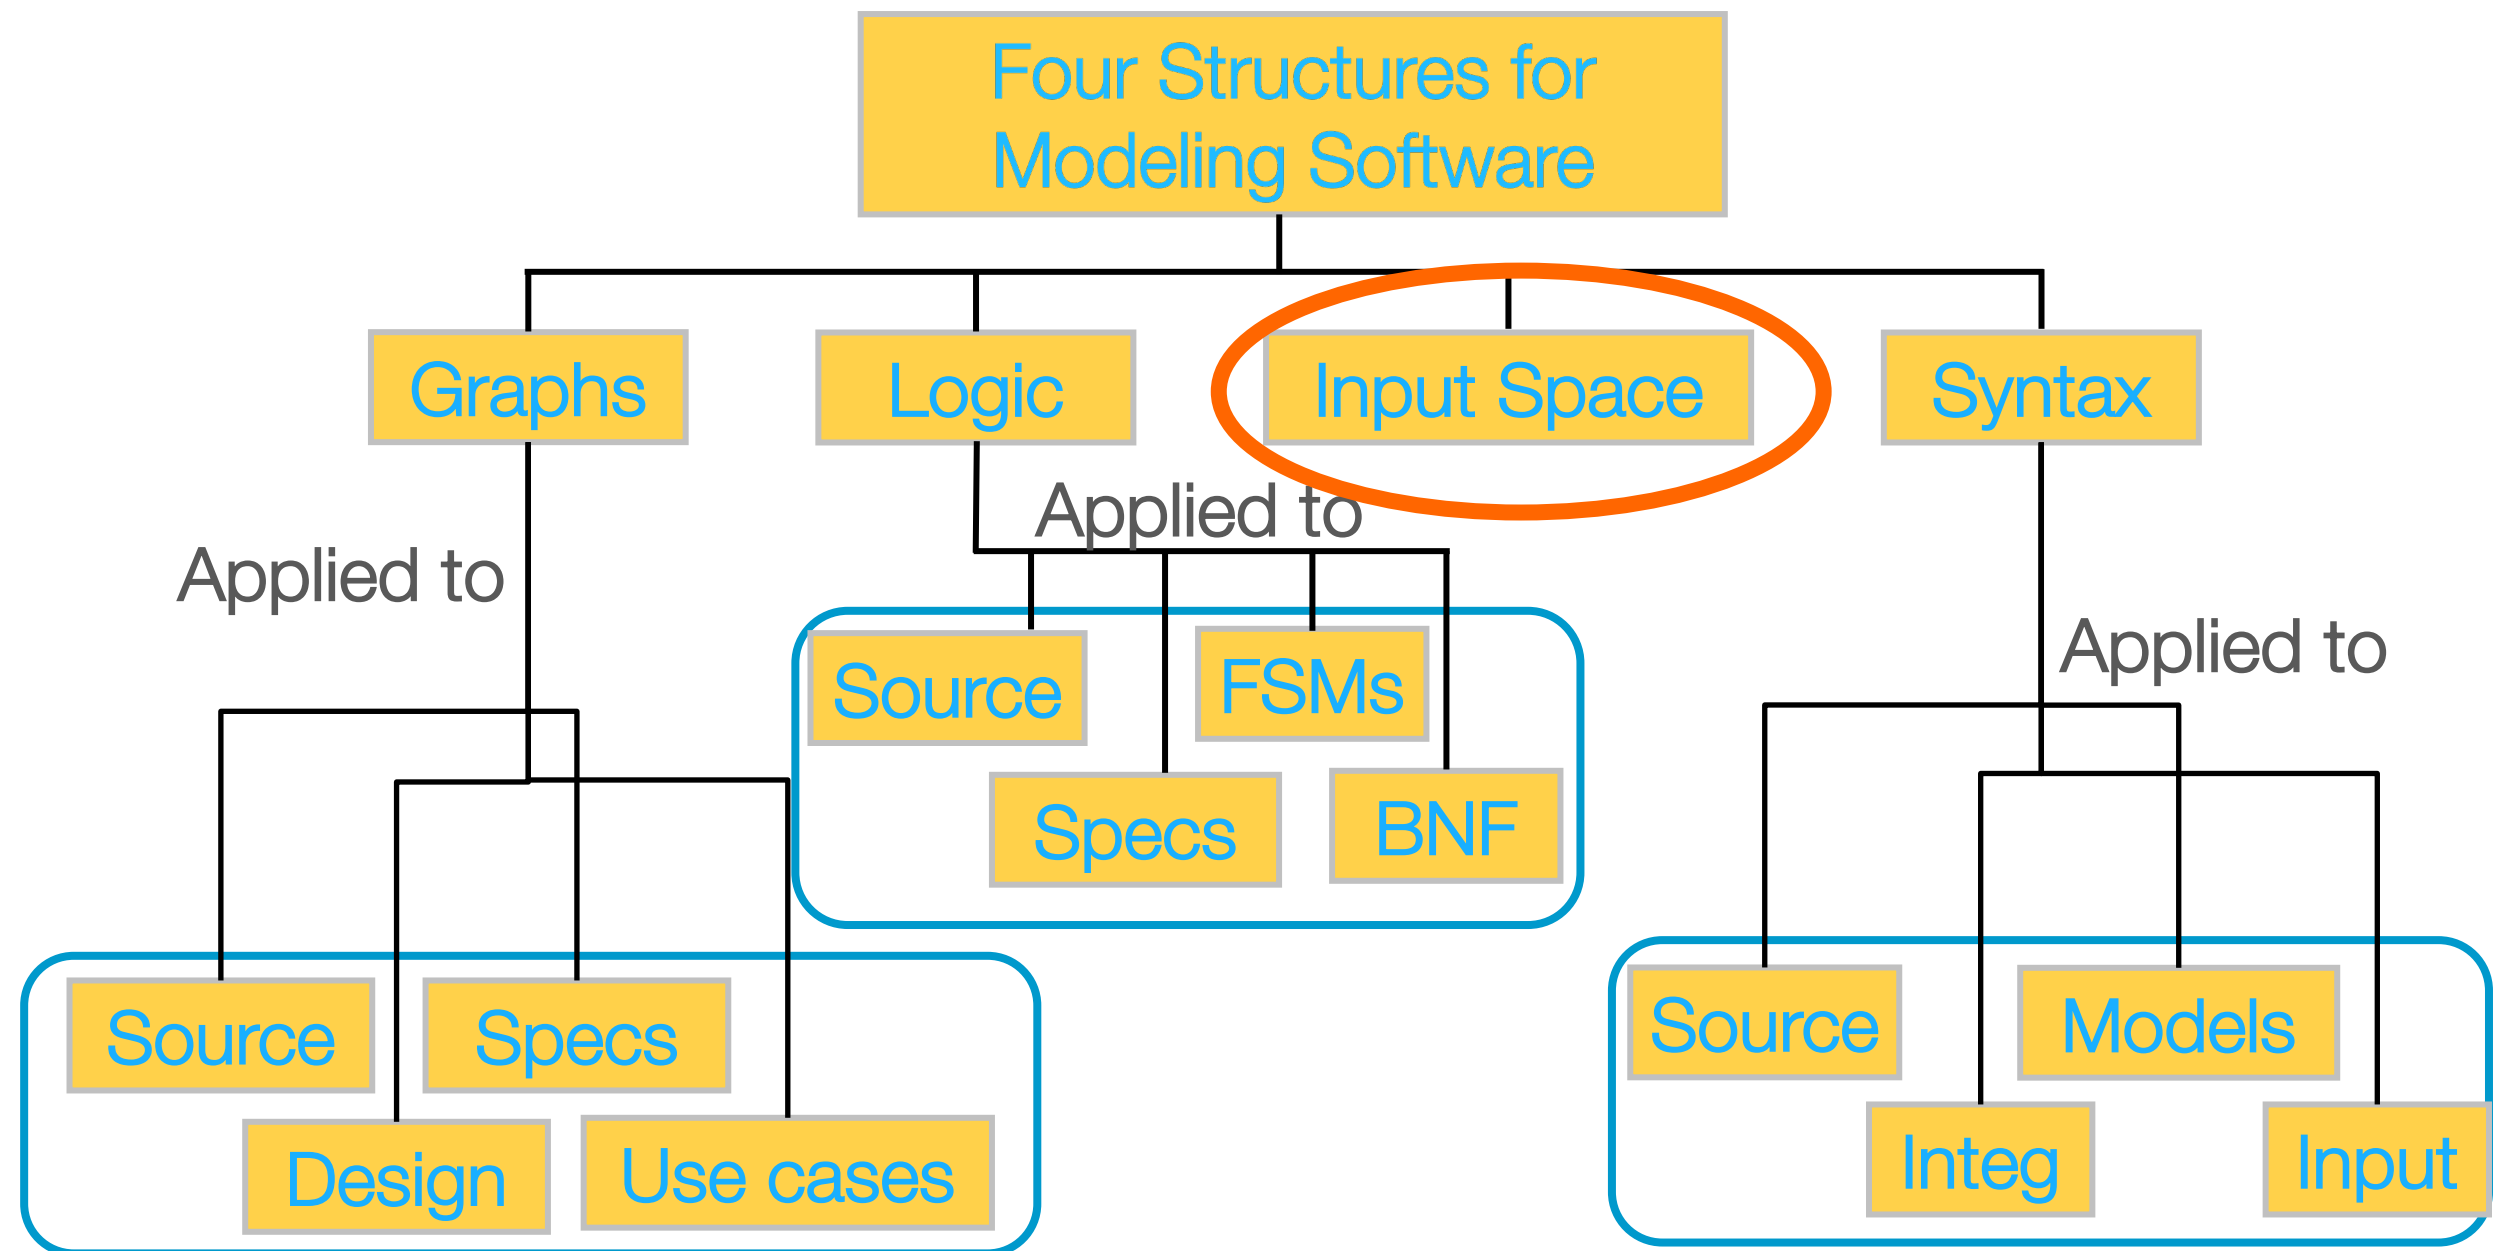 Four Structures for
Modeling Software
Graphs
Logic
Input Space
Syntax
Applied to
Applied to
Applied to
Source
FSMs
Specs
BNF
Source
Specs
Design
Use cases
Source
Models
Integ
Input